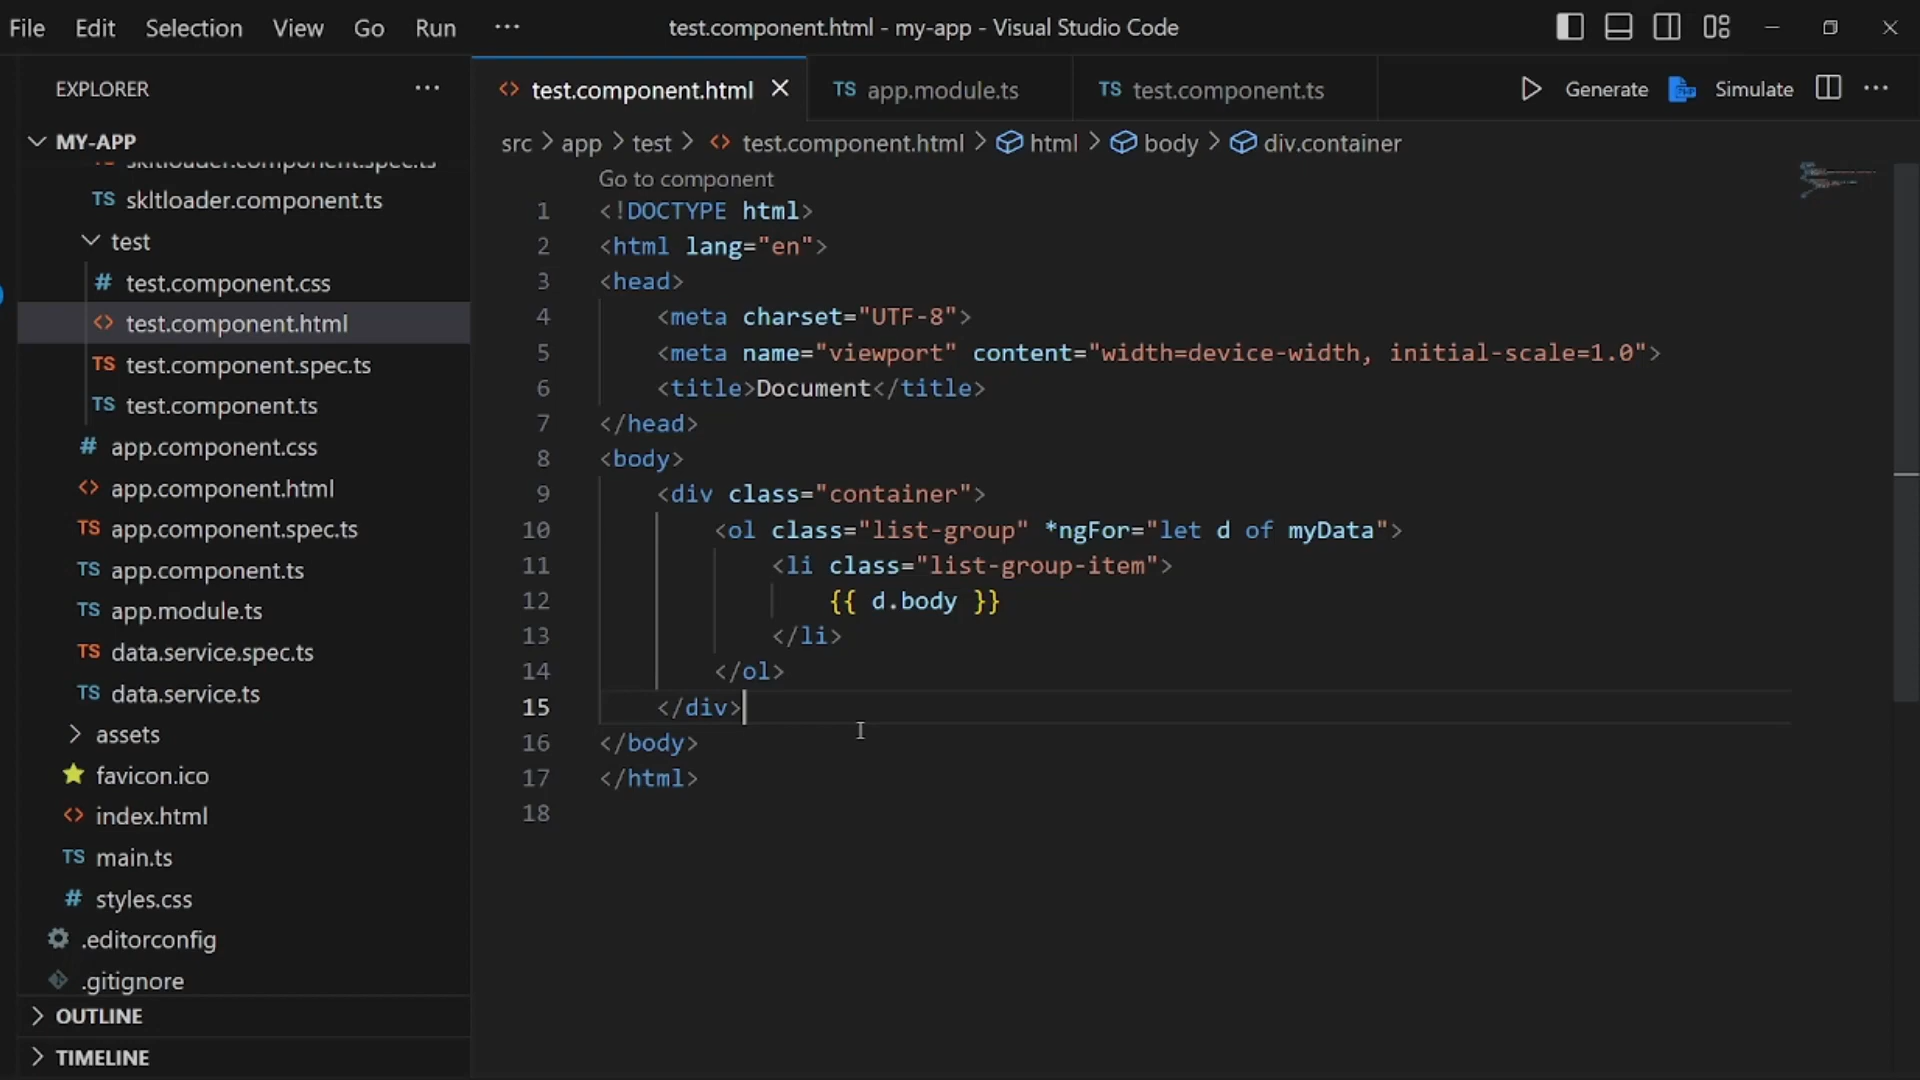 File Edit Selection View Go Run ··· test.component.html - my-app - Visual Studio Code
EXPLORER ···
MY-APP
skltloader.component.spec.ts
TS skltloader.component.ts
test
# test.component.css
<> test.component.html
TS test.component.spec.ts
TS test.component.ts
# app.component.css
<> app.component.html
TS app.component.spec.ts
TS app.component.ts
TS app.module.ts
TS data.service.spec.ts
TS data.service.ts
assets
favicon.ico
<> index.html
TS main.ts
# styles.css
.editorconfig
.gitignore
OUTLINE
TIMELINE
<> test.component.html TS app.module.ts TS test.component.ts Generate Simulate ···
src > app > test > <> test.component.html > html > body > div.container
Go to component
1 <!DOCTYPE html>
2 <html lang="en">
3 <head>
4 <meta charset="UTF-8">
5 <meta name="viewport" content="width=device-width, initial-scale=1.0">
6 <title>Document</title>
7 </head>
8 <body>
9 <div class="container">
10 <ol class="list-group" *ngFor="let d of myData">
11 <li class="list-group-item">
12 {{ d.body }}
13 </li>
14 </ol>
15 </div>
16 </body>
17 </html>
18